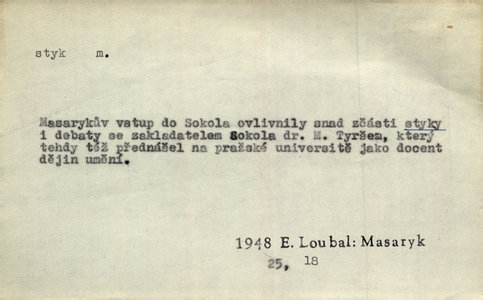 styk m.
Masarykův vstup do Sokola ovlivnily snad zčásti styky
i debaty se zakladatelem Sokola dr. M. Tyršem, který
tehdy též přednášel na pražské universitě jako docent
dějin umění.
1948 E. Loubal: Masaryk
25, 18